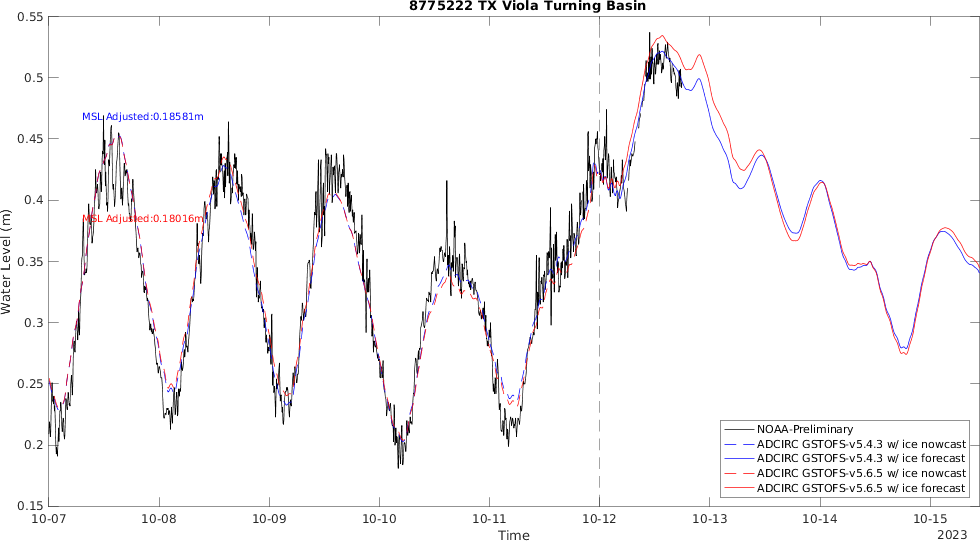 8775222 TX Viola Turning Basin
0.55
0.5
0.45
0.4
0.35
0.3
0.25
0.2
0.15
Water Level (m)
MSL Adjusted:0.18581m
MSL Adjusted:0.18016m
NOAA-Preliminary
ADCIRC GSTOFS-v5.4.3 w/ ice nowcast
ADCIRC GSTOFS-v5.4.3 w/ ice forecast
ADCIRC GSTOFS-v5.6.5 w/ ice nowcast
ADCIRC GSTOFS-v5.6.5 w/ ice forecast
10-07 10-08 10-09 10-10 10-11 10-12 10-13 10-14 10-15
Time
2023